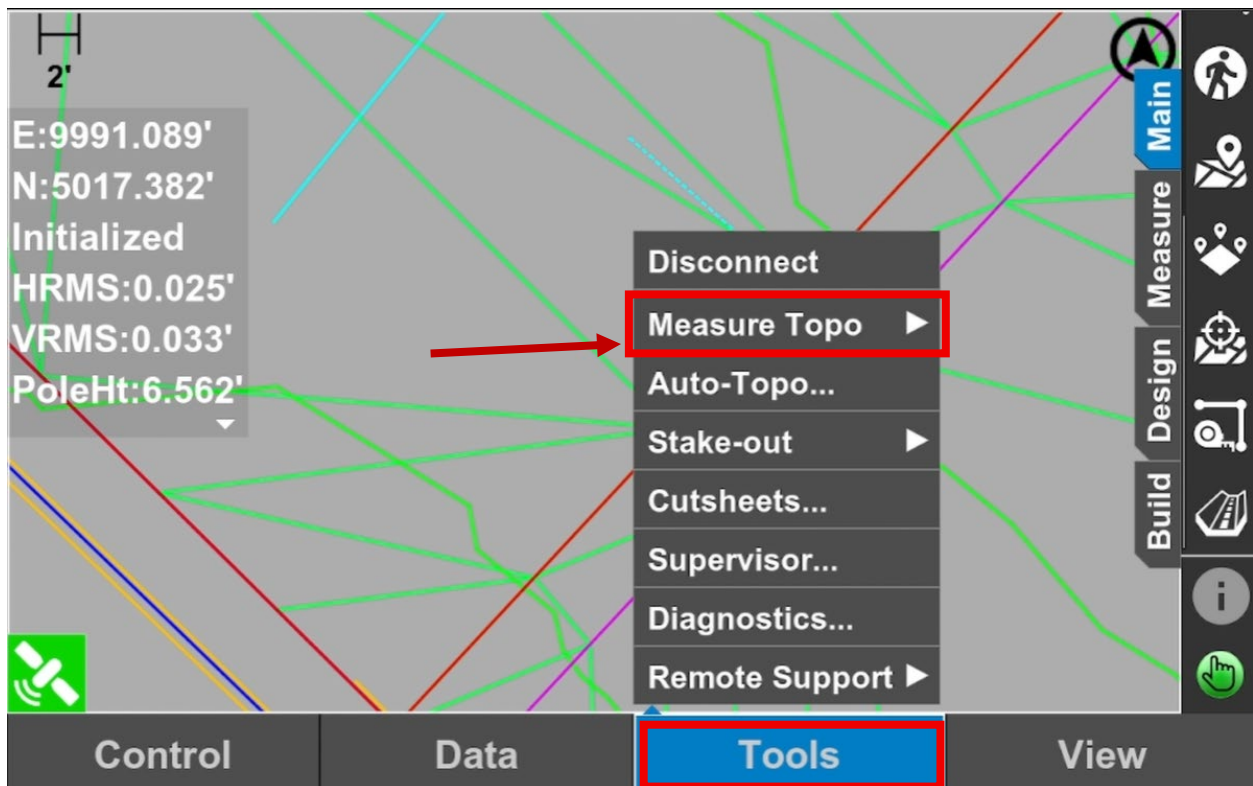 2'
E:9991.089'
N:5017.382'
Initialized
HRMS:0.025'
VRMS:0.033'
PoleHt:6.562'
Disconnect
Measure Topo
Auto-Topo...
Stake-out
Cutsheets...
Supervisor...
Diagnostics...
Remote Support
Main
Measure
Design
Build
i
Control
Data
Tools
View